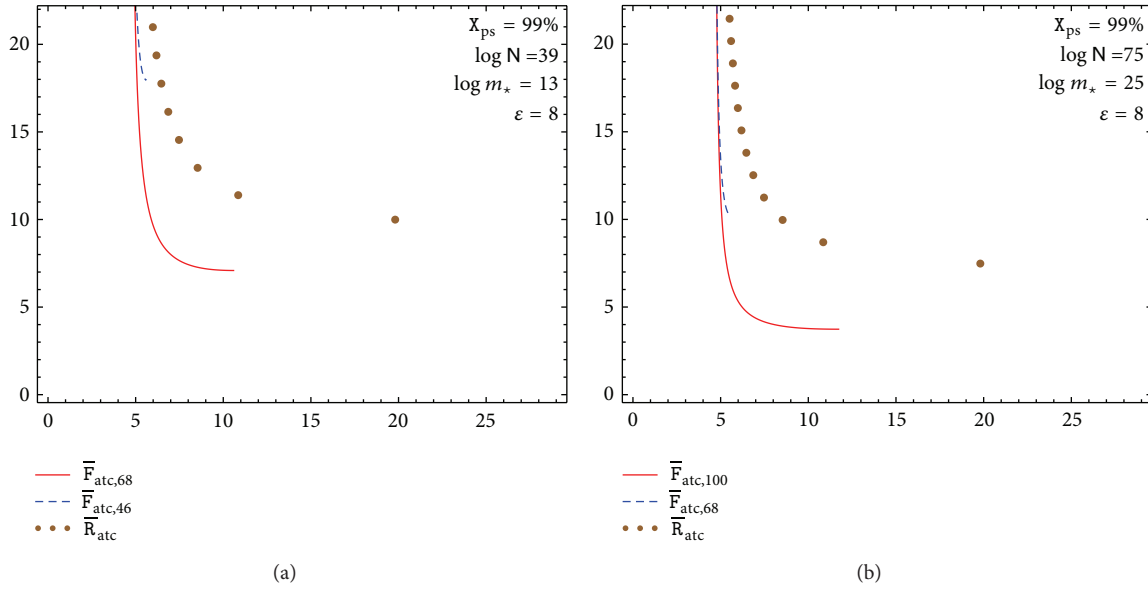 20
15
10
5
0
0 5 10 15 20 25
X_ps = 99%
log N =39
log m_⋆ = 13
ε = 8
F̅_atc,68
F̅_atc,46
R̅_atc
(a)
20
15
10
5
0
0 5 10 15 20 25
X_ps = 99%
log N =75
log m_⋆ = 25
ε = 8
F̅_atc,100
F̅_atc,68
R̅_atc
(b)